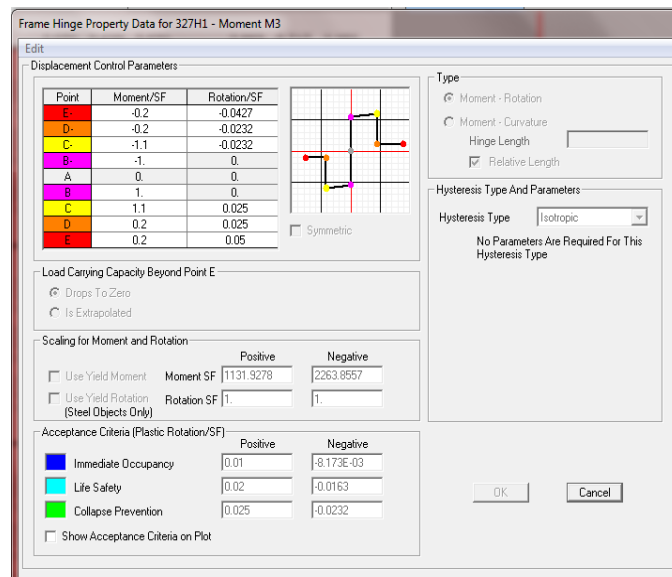 Frame Hinge Property Data for 327H1 - Moment M3
Edit
Displacement Control Parameters
Point Moment/SF Rotation/SF
E- -0.2 -0.0427
D- -0.2 -0.0232
C- -1.1 -0.0232
B- -1. 0.
A 0. 0.
B 1. 0.
C 1.1 0.025
D 0.2 0.025
E 0.2 0.05
Symmetric
Load Carrying Capacity Beyond Point E
Drops To Zero
Is Extrapolated
Scaling for Moment and Rotation
Positive Negative
Use Yield Moment Moment SF 1131.9278 2263.8557
Use Yield Rotation Rotation SF 1. 1.
(Steel Objects Only)
Acceptance Criteria (Plastic Rotation/SF)
Positive Negative
Immediate Occupancy 0.01 -8.173E-03
Life Safety 0.02 -0.0163
Collapse Prevention 0.025 -0.0232
Show Acceptance Criteria on Plot
Type
Moment - Rotation
Moment - Curvature
Hinge Length
Relative Length
Hysteresis Type And Parameters
Hysteresis Type Isotropic
No Parameters Are Required For This
Hysteresis Type
OK Cancel